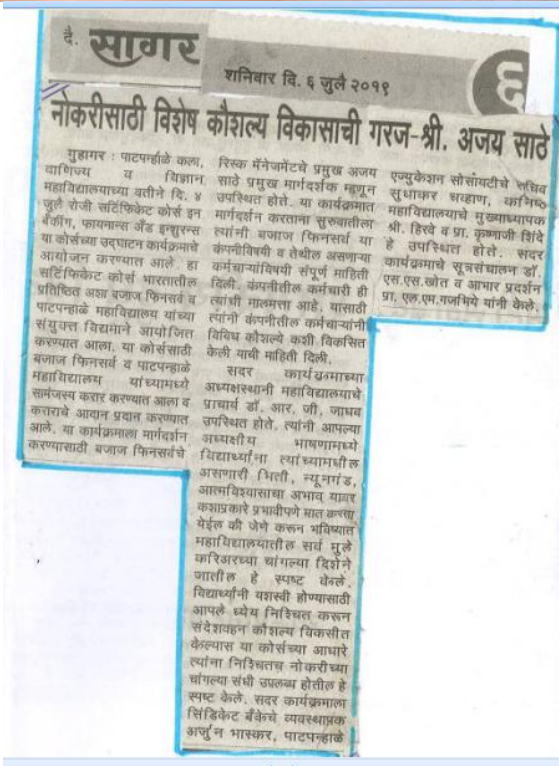 दै. सागर
शनिवार दि. ६ जुलै २०१९
६
नोकरीसाठी विशेष कौशल्य विकासाची गरज-श्री. अजय साठे
गुहागर : पाटपन्हाळे कला,
वाणिज्य व विज्ञान
महाविद्यालयाच्या वतीने दि. ४
जुलै रोजी सर्टिफिकेट कोर्स इन
बँकींग, फायनान्स अँड इन्शुरन्स
या कोर्सच्या उद्घाटन कार्यक्रमाचे
आयोजन करण्यात आले. हा
सर्टिफिकेट कोर्स भारतातील
प्रतिष्ठित अशा बजाज फिनसर्व व
पाटपन्हाळे महाविद्यालय यांच्या
संयुक्त विद्यमाने आयोजित
करण्यात आला. या कोर्ससाठी
बजाज फिनसर्व व पाटपन्हाळे
महाविद्यालय यांच्यामध्ये
सामंजस्य करार करण्यात आला व
कराराचे आदान प्रदान करण्यात
आले. या कार्यक्रमाला मार्गदर्शन
करण्यासाठी बजाज फिनसर्वचे
रिस्क मॅनेजमेंटचे प्रमुख अजय
साठे प्रमुख मार्गदर्शक म्हणून
उपस्थित होते. या कार्यक्रमात
मार्गदर्शन करताना सुरुवातीला
त्यांनी बजाज फिनसर्व या
कंपनीविषयी व तेथील असणाऱ्या
कर्मचाऱ्यांविषयी संपूर्ण माहिती
दिली. कंपनीतील कर्मचारी ही
त्यांची मालमत्ता आहे. यासाठी
त्यांनी कंपनीतील कर्मचाऱ्यांनी
विविध कौशल्ये कशी विकसित
केली याची माहिती दिली.
सदर कार्यक्रमाच्या
अध्यक्षस्थानी महाविद्यालयाचे
प्राचार्य डॉ. आर. जी. जाधव
उपस्थित होते. त्यांनी आपल्या
अध्यक्षीय भाषणामध्ये
विद्यार्थ्यांना त्यांच्यामधील
असणारी भिती, न्यूनगंड,
आत्मविश्वासाचा अभाव यावर
कशाप्रकारे प्रभावीपणे मात करता
येईल की जेणे करून भविष्यात
महाविद्यालयातील सर्व मुले
करिअरच्या चांगल्या दिशेने
जातील हे स्पष्ट केले.
विद्यार्थ्यांनी यशस्वी होण्यासाठी
आपले ध्येय निश्चित करून
संदेशवहन कौशल्य विकसीत
केल्यास या कोर्सच्या आधारे
त्यांना निश्चितच नोकरीच्या
चांगल्या संधी उपलब्ध होतील हे
स्पष्ट केले. सदर कार्यक्रमाला
सिंडिकेट बँकेचे व्यवस्थापक
अर्जुन भास्कर, पाटपन्हाळे
एज्युकेशन सोसायटीचे सचिव
सुधाकर चव्हाण, कनिष्ठ
महाविद्यालयाचे मुख्याध्यापक
श्री. हिरवे व प्रा. कृष्णाजी शिंदे
हे उपस्थित होते. सदर
कार्यक्रमाचे सूत्रसंचालन डॉ.
एस.एस.खोत व आभार प्रदर्शन
प्रा. एल.एम.गजभिये यांनी केले.